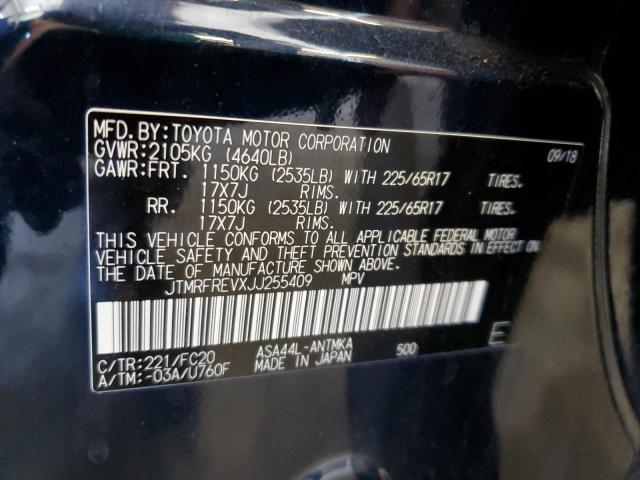 MFD.BY:TOYOTA MOTOR CORPORATION 09/18
GVWR:2105KG (4640LB)
GAWR:FRT. 1150KG (2535LB) WITH 225/65R17 TIRES.
17X7J RIMS.
RR. 1150KG (2535LB) WITH 225/65R17 TIRES.
17X7J RIMS.
THIS VEHICLE CONFORMS TO ALL APPLICABLE FEDERAL MOTOR
VEHICLE SAFETY AND THEFT PREVENTION STANDARDS IN EFFECT ON
THE DATE OF MANUFACTURE SHOWN ABOVE.
JTMRFREVXJJ255409 MPV
C/TR:221/FC20 ASA44L-ANTMKA 500 E
A/TM:-03A/U760F MADE IN JAPAN